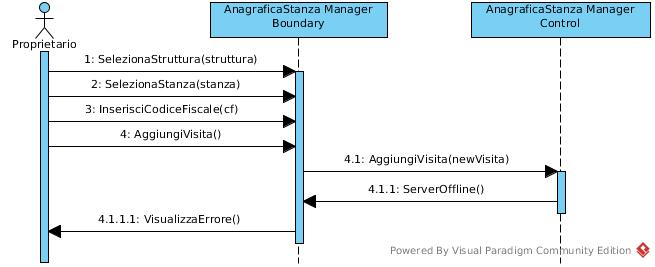 AnagraficaStanza Manager
Boundary
AnagraficaStanza Manager
Control
Proprietario
1: SelezionaStruttura(struttura)
2: SelezionaStanza(stanza)
3: InserisciCodiceFiscale(cf)
4: AggiungiVisita()
4.1: AggiungiVisita(newVisita)
4.1.1: ServerOffline()
4.1.1.1: VisualizzaErrore()
Powered By Visual Paradigm Community Edition